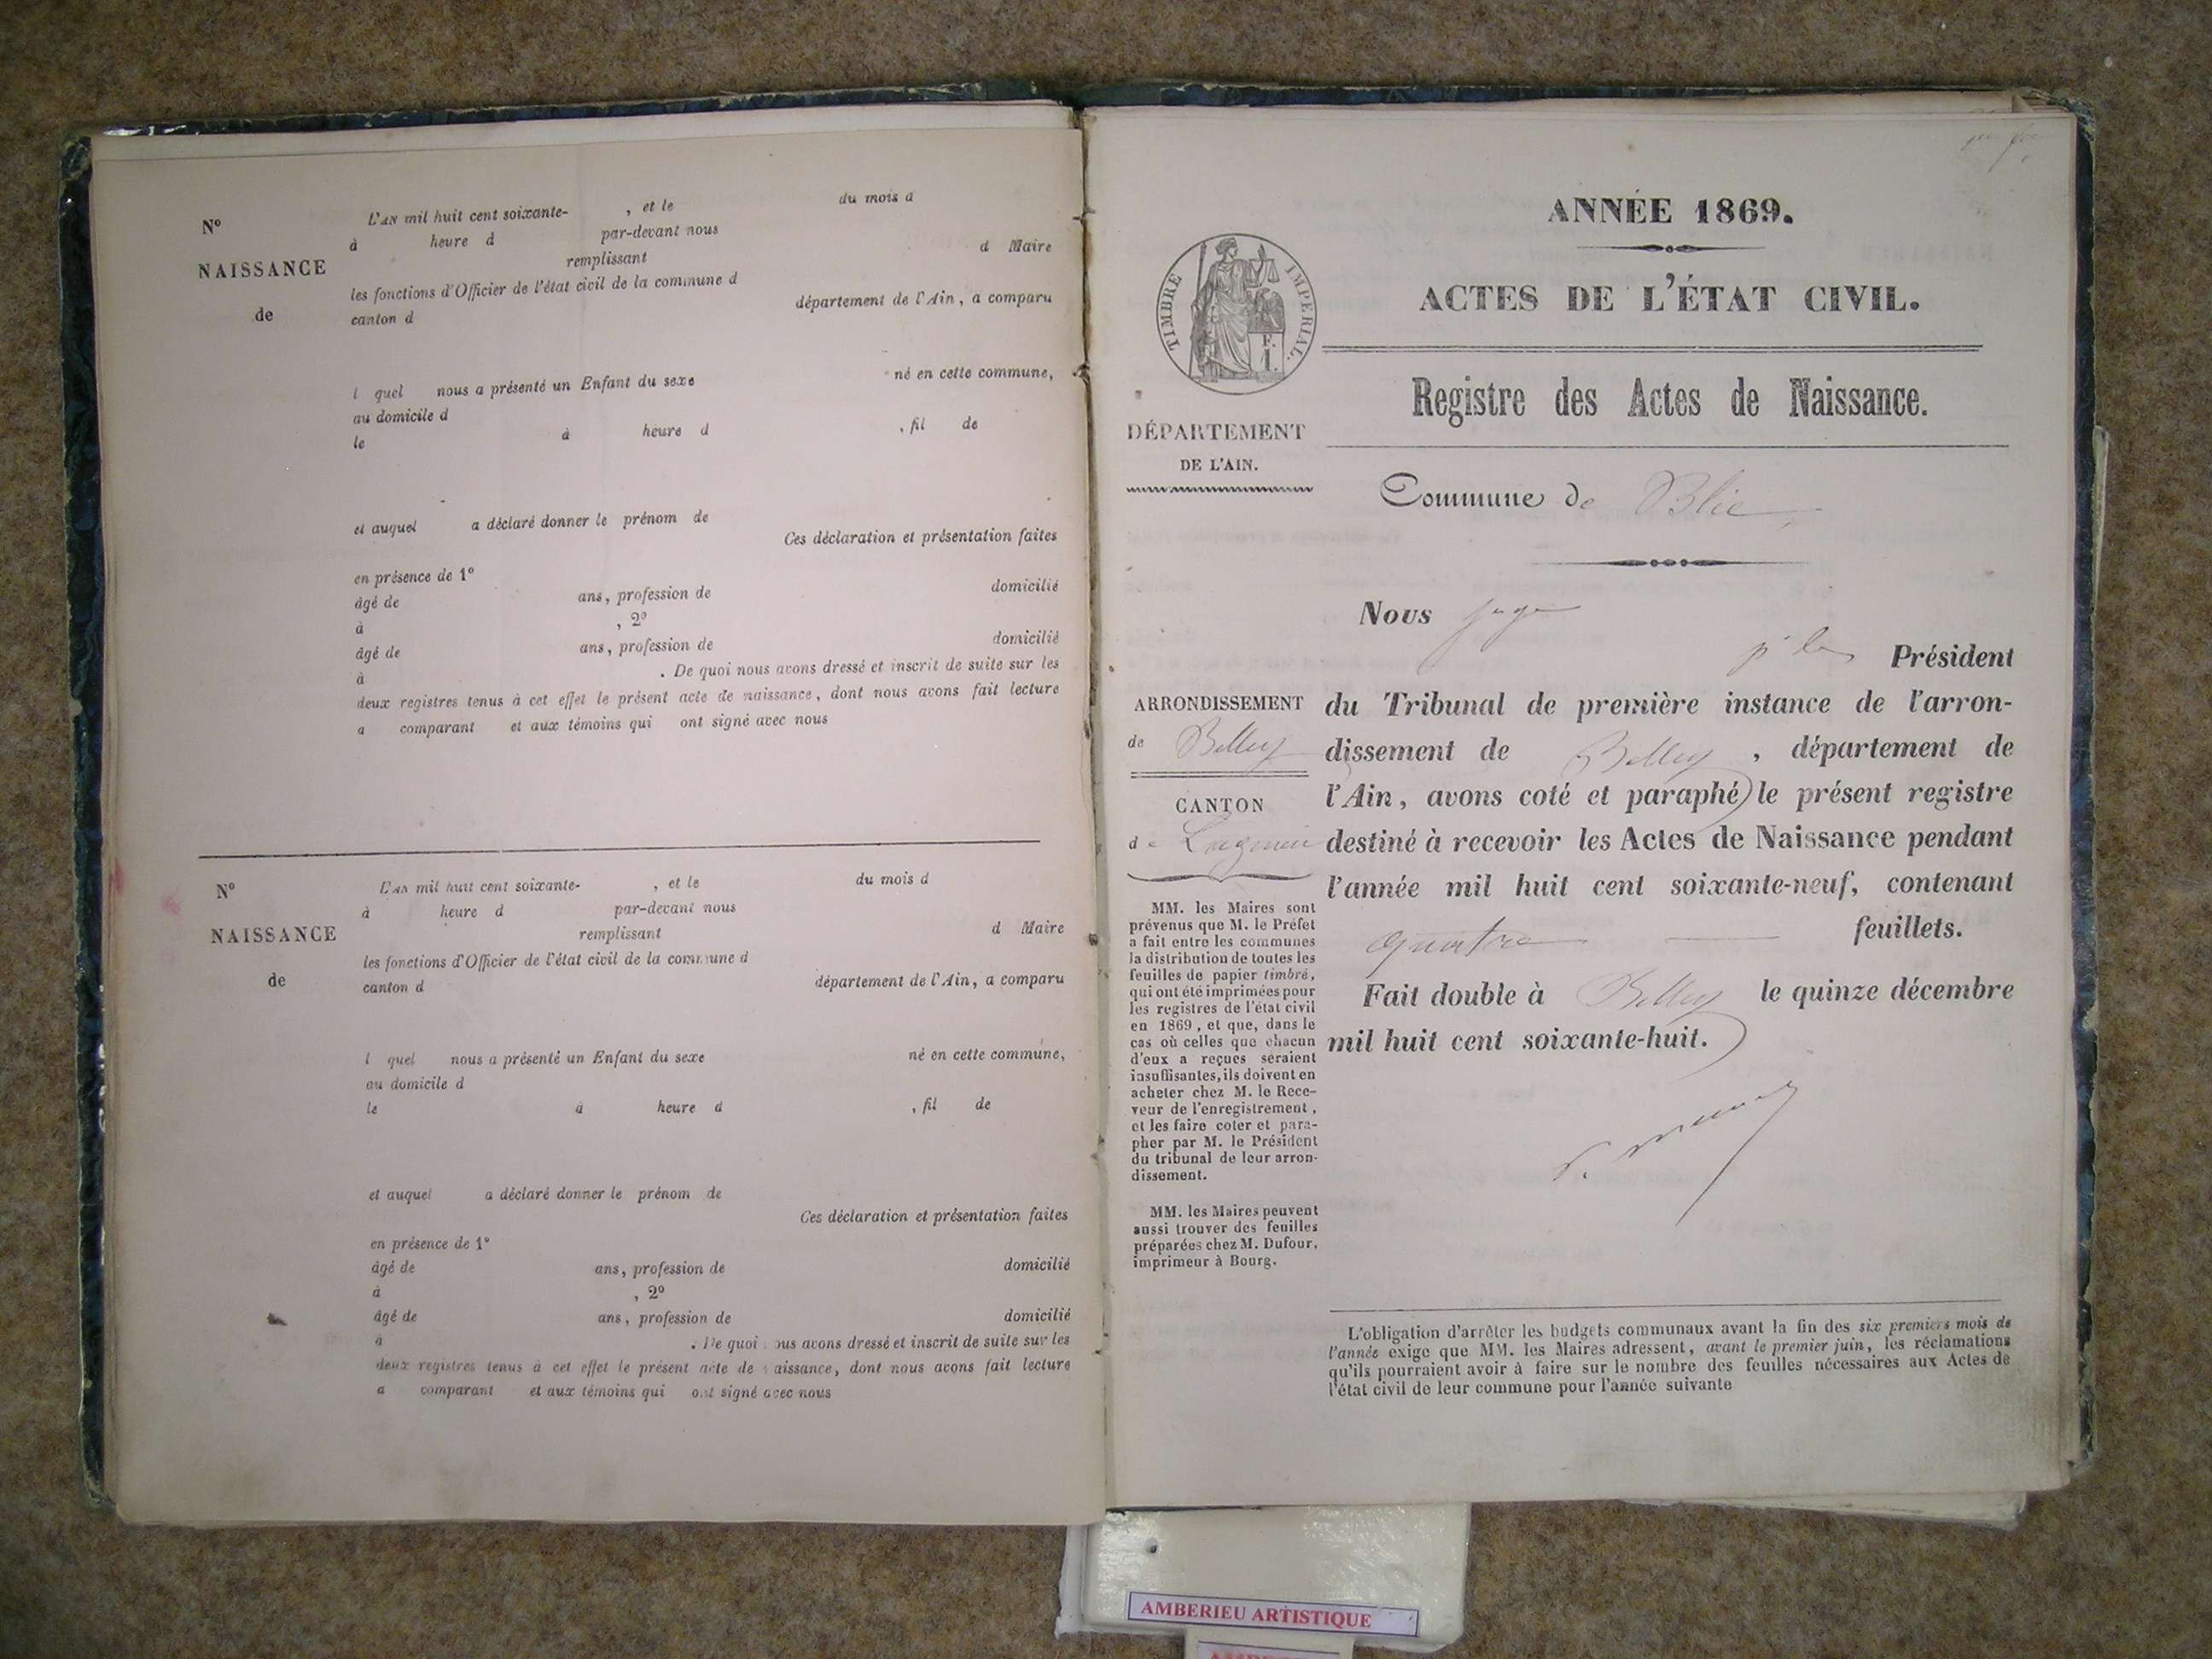 Nº
NAISSANCE
de
L'AN mil huit cent soixante- , et le du mois d
à heure d par-devant nous
d Maire
remplissant
les fonctions d'Officier de l'état civil de la commune d
canton d département de l'Ain, a comparu
l quel nous a présenté un Enfant du sexe né en cette commune,
au domicile d
le à heure d , fil de
et auquel a déclaré donner le prénom de
Ces déclaration et présentation faites
en présence de 1º
âgé de ans, profession de domicilié
à , 2º
âgé de ans, profession de domicilié
à . De quoi nous avons dressé et inscrit de suite sur les
deux registres tenus à cet effet le présent acte de naissance, dont nous avons fait lecture
a comparant et aux témoins qui ont signé avec nous
Nº
NAISSANCE
de
L'AN mil huit cent soixante- , et le du mois d
à heure d par-devant nous
d Maire
remplissant
les fonctions d'Officier de l'état civil de la commune d
canton d département de l'Ain, a comparu
l quel nous a présenté un Enfant du sexe né en cette commune,
au domicile d
le à heure d , fil de
et auquel a déclaré donner le prénom de
Ces déclaration et présentation faites
en présence de 1º
âgé de ans, profession de domicilié
à , 2º
âgé de ans, profession de domicilié
à . De quoi nous avons dressé et inscrit de suite sur les
deux registres tenus à cet effet le présent acte de naissance, dont nous avons fait lecture
a comparant et aux témoins qui ont signé avec nous
TIMBRE IMPERIAL.
F.
1.
DÉPARTEMENT
DE L'AIN.
ARRONDISSEMENT
de Belley
CANTON
de Lagnieu
MM. les Maires sont
prévenus que M. le Préfet
a fait entre les communes
la distribution de toutes les
feuilles de papier timbré,
qui ont été imprimées pour
les registres de l'état civil
en 1869, et que, dans le
cas où celles que chacun
d'eux a reçues seraient
insuffisantes, ils doivent en
acheter chez M. le Rece-
veur de l'enregistrement,
et les faire coter et para-
pher par M. le Président
du tribunal de leur arron-
dissement.
MM. les Maires peuvent
aussi trouver des feuilles
préparées chez M. Dufour,
imprimeur à Bourg.
ANNÉE 1869.
ACTES DE L'ÉTAT CIVIL.
Registre des Actes de Naissance.
Commune de Blie
Nous juge
pr le Président
du Tribunal de première instance de l'arron-
dissement de Belley, département de
l'Ain, avons coté et paraphé le présent registre
destiné à recevoir les Actes de Naissance pendant
l'année mil huit cent soixante-neuf, contenant
quatre feuillets.
Fait double à Belley le quinze décembre
mil huit cent soixante-huit.
L'obligation d'arrêter les budgets communaux avant la fin des six premiers mois de
l'année exige que MM. les Maires adressent, avant le premier juin, les réclamations
qu'ils pourraient avoir à faire sur le nombre des feuilles nécessaires aux Actes de
l'état civil de leur commune pour l'année suivante
AMBERIEU ARTISTIQUE